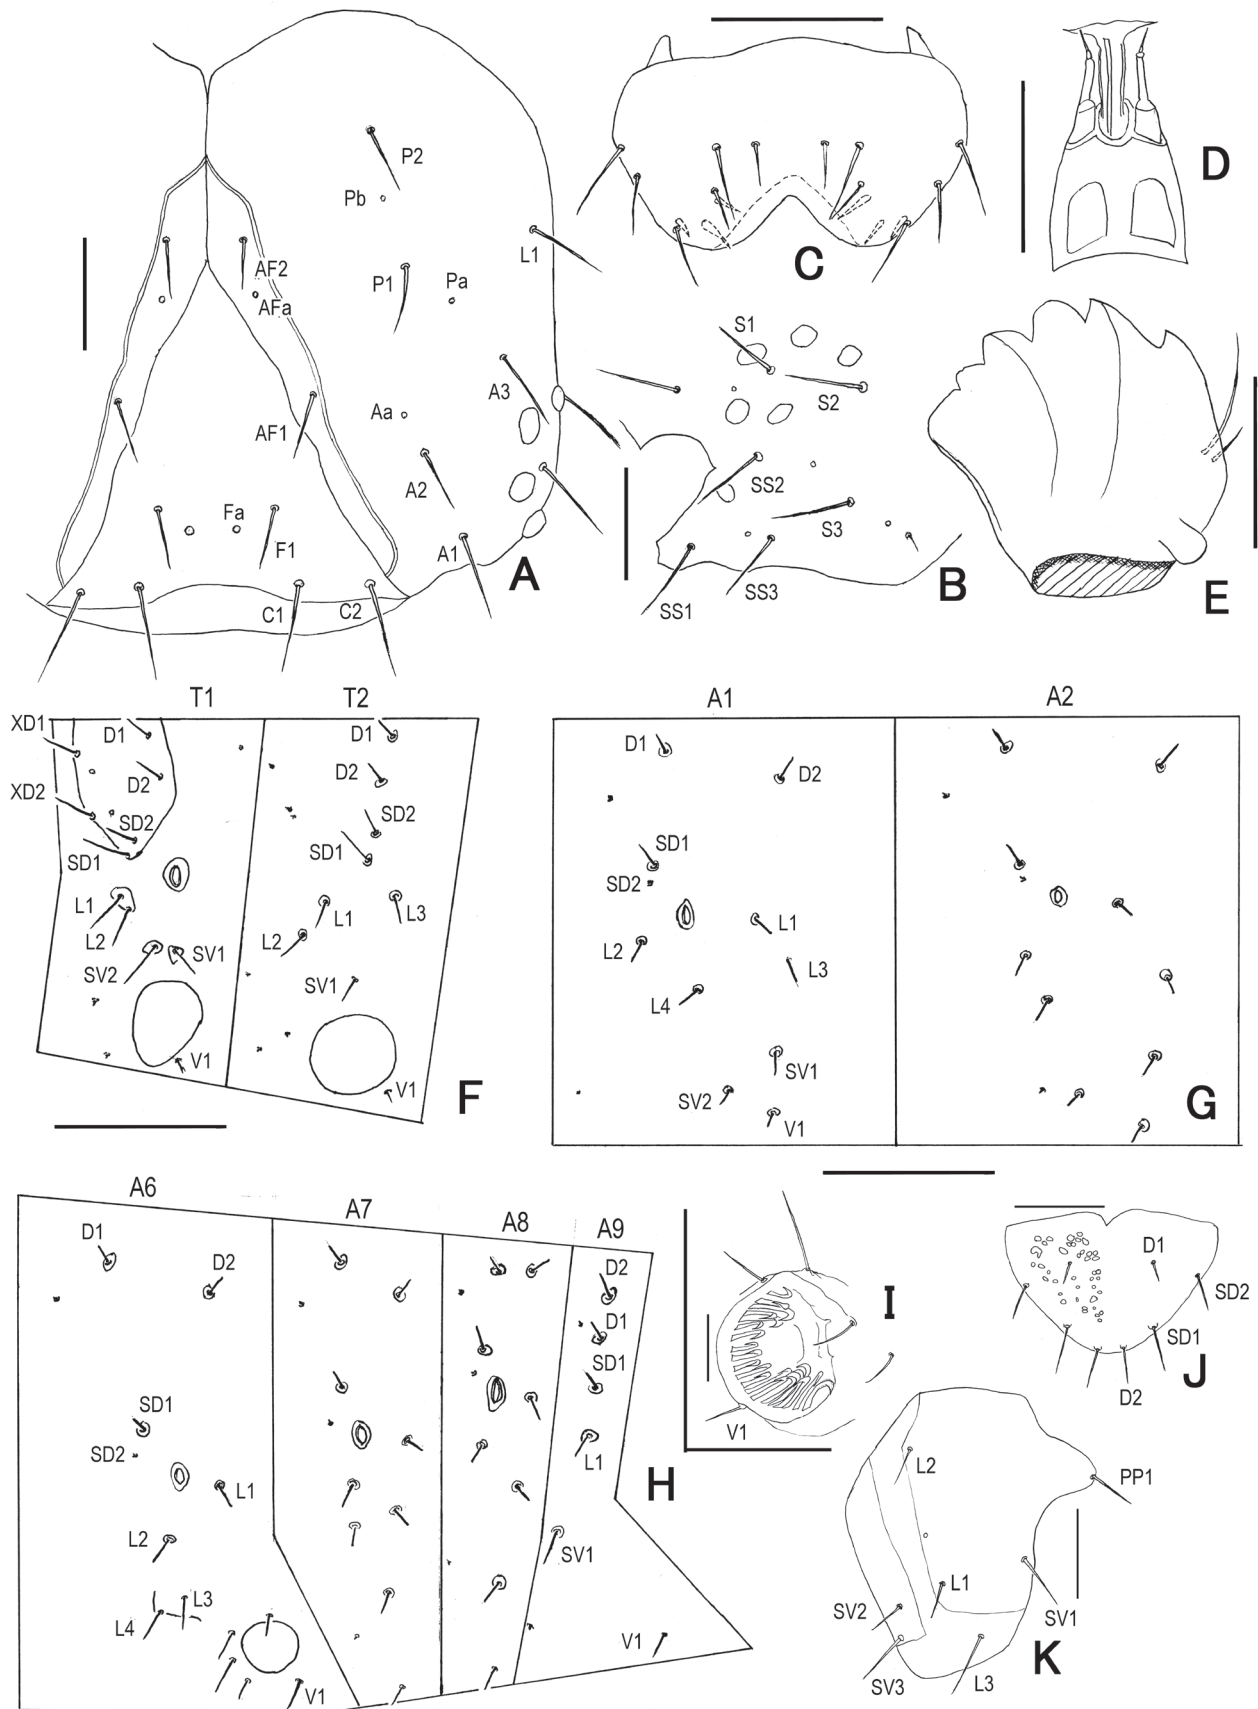 P2
Pb
L1
AF2
AFa
P1
Pa
A3
Aa
AF1
A2
Fa
F1
A1
C1
C2
A
S1
S2
SS2
S3
SS1
SS3
B
C
D
E
T1
T2
XD1
D1
D1
D2
D2
XD2
SD2
SD2
SD1
SD1
L1
L1
L3
L2
L2
SV1
SV2
SV1
V1
V1
F
A1
A2
D1
D2
SD1
SD2
L1
L2
L3
L4
SV1
SV2
V1
G
A6
A7
A8
A9
D1
D2
D2
D1
SD1
SD1
SD2
L1
L1
L2
SV1
L3
L4
V1
V1
H
I
V1
D1
SD2
SD1
D2
J
L2
PP1
L1
SV1
SV2
SV3
L3
K